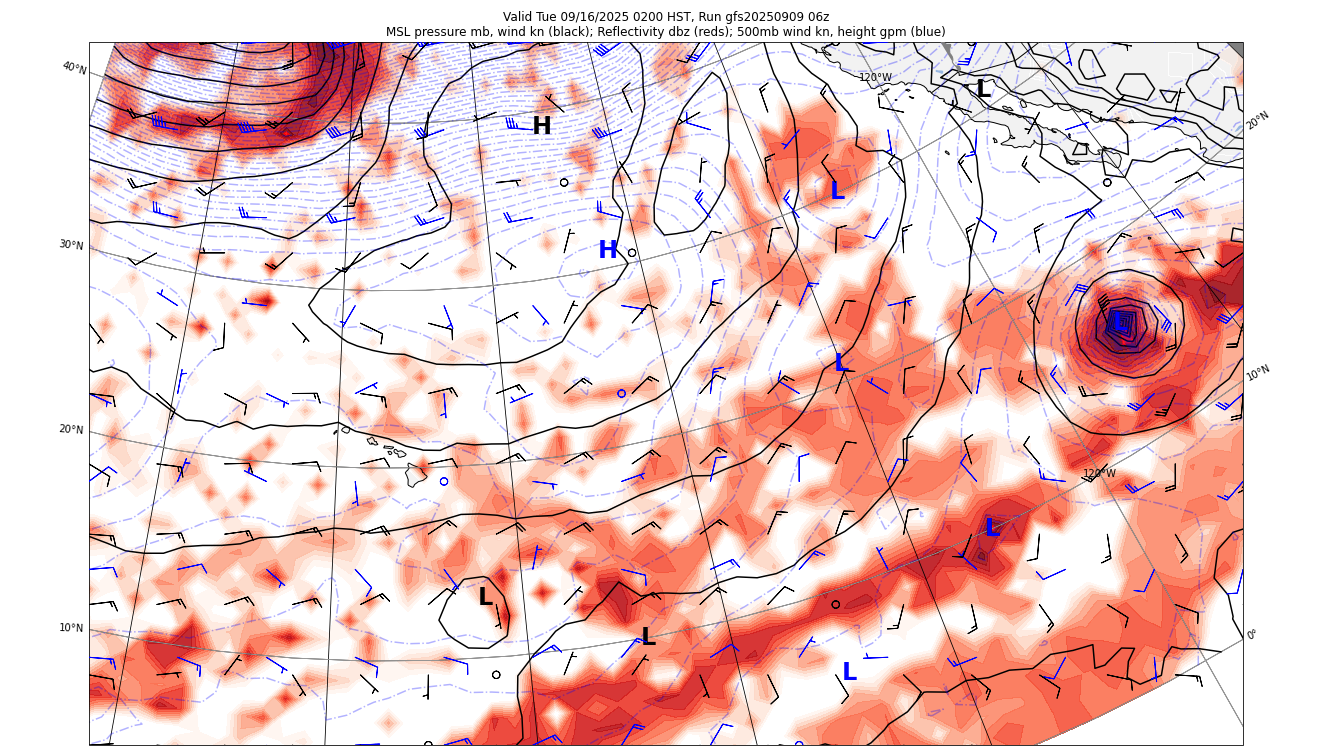 Valid Tue 09/16/2025 0200 HST, Run gfs20250909 06z
MSL pressure mb, wind kn (black); Reflectivity dbz (reds); 500mb wind kn, height gpm (blue)
40°N
120°W
L
20°N
H
L
30°N
H
L
10°N
20°N
120°W
L
L
10°N
L
0°
L